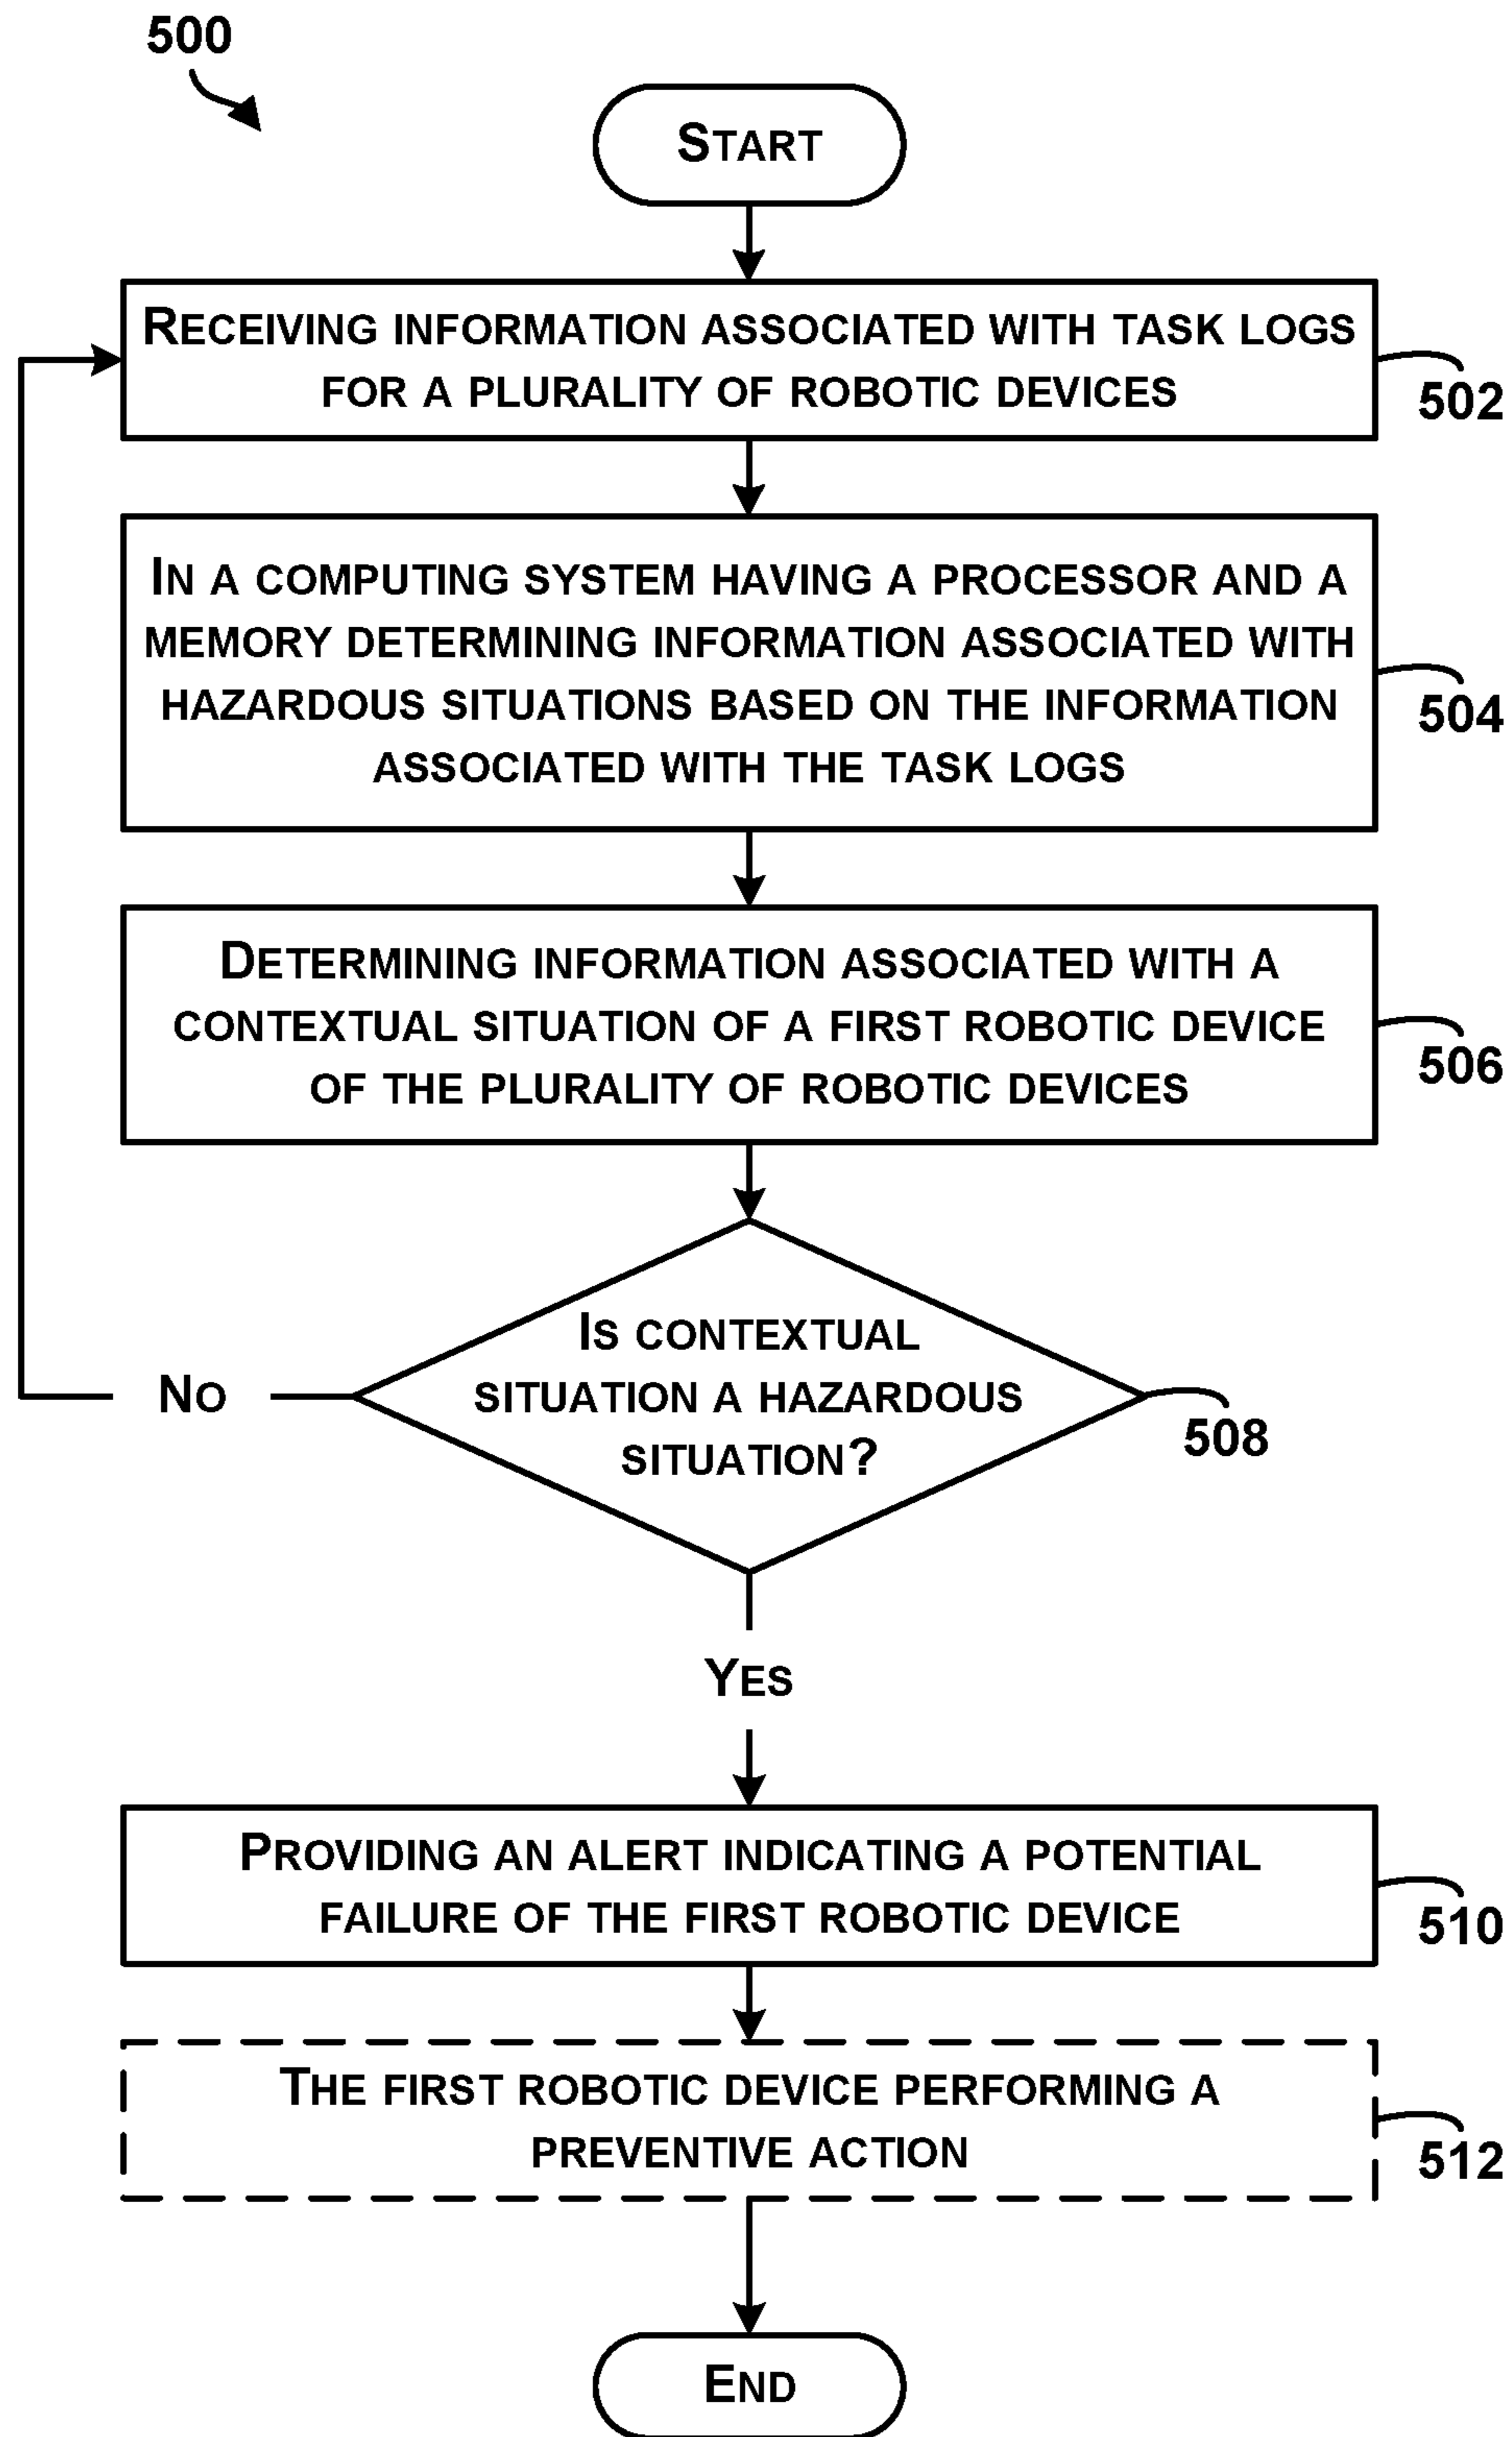 500
START
RECEIVING INFORMATION ASSOCIATED WITH TASK LOGS
FOR A PLURALITY OF ROBOTIC DEVICES
502
IN A COMPUTING SYSTEM HAVING A PROCESSOR AND A
MEMORY DETERMINING INFORMATION ASSOCIATED WITH
HAZARDOUS SITUATIONS BASED ON THE INFORMATION
ASSOCIATED WITH THE TASK LOGS
504
DETERMINING INFORMATION ASSOCIATED WITH A
CONTEXTUAL SITUATION OF A FIRST ROBOTIC DEVICE
OF THE PLURALITY OF ROBOTIC DEVICES
506
IS CONTEXTUAL
SITUATION A HAZARDOUS
SITUATION?
508
NO
YES
PROVIDING AN ALERT INDICATING A POTENTIAL
FAILURE OF THE FIRST ROBOTIC DEVICE
510
THE FIRST ROBOTIC DEVICE PERFORMING A
PREVENTIVE ACTION
512
END